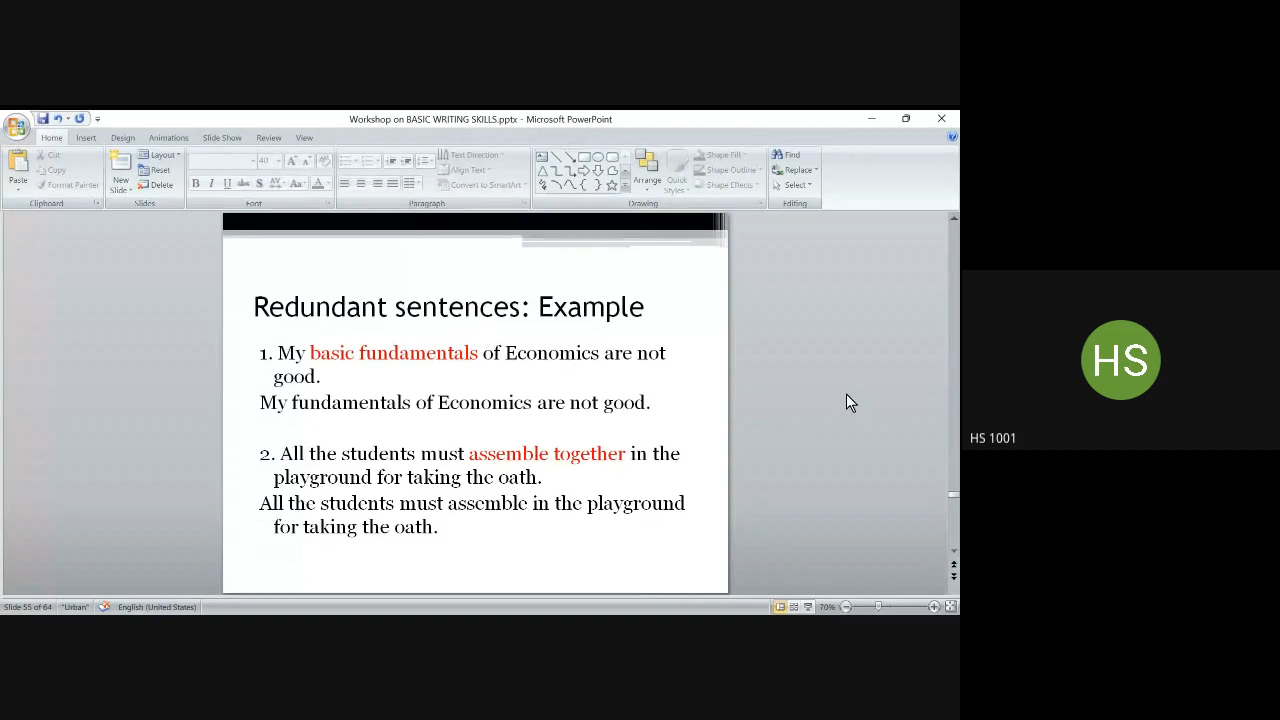 Workshop on BASIC WRITING SKILLS.pptx - Microsoft PowerPoint
Home Insert Design Animations Slide Show Review View
Paste Cut Copy Format Painter
Clipboard
New Slide Layout Reset Delete
Slides
40
B I U abe S AV Aa A
Font
Text Direction Align Text Convert to SmartArt
Paragraph
Arrange Quick Styles Shape Fill Shape Outline Shape Effects
Drawing
Find Replace Select
Editing
Redundant sentences: Example
1. My basic fundamentals of Economics are not
good.
My fundamentals of Economics are not good.
2. All the students must assemble together in the
playground for taking the oath.
All the students must assemble in the playground
for taking the oath.
HS
HS 1001
Slide 55 of 64 "Urban" English (United States) 70%